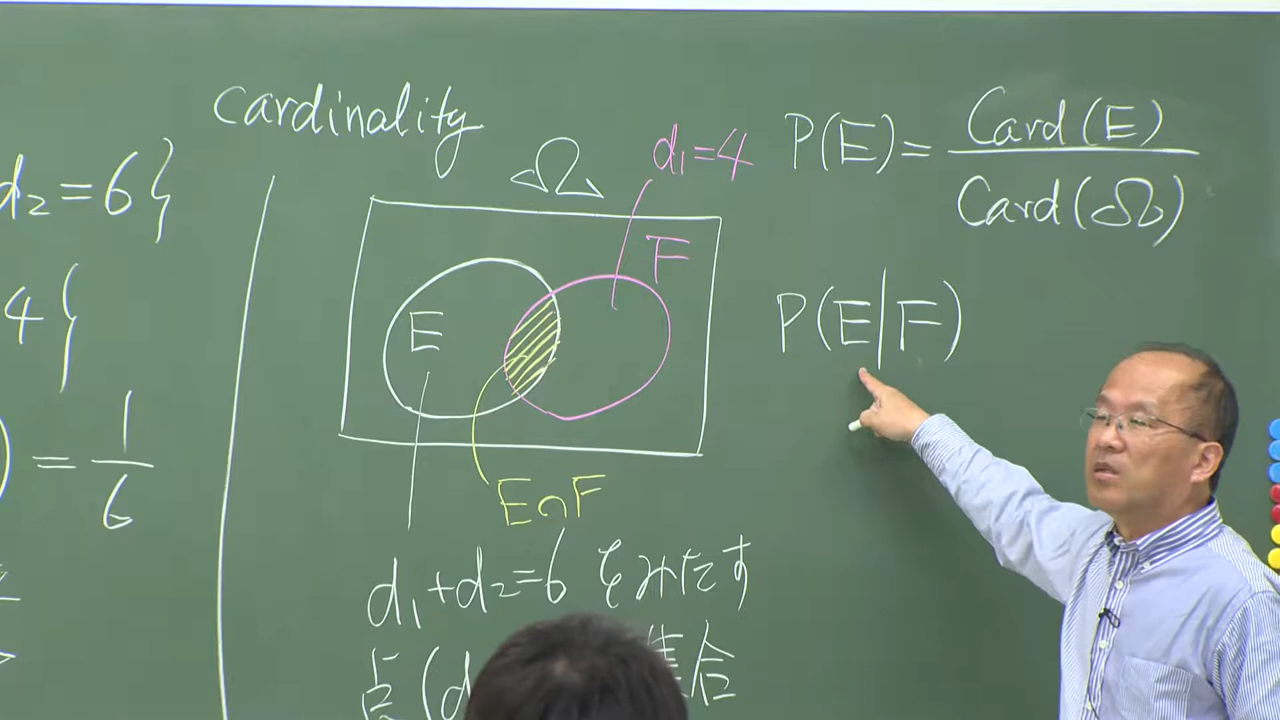 d₂=6}
4}
) = 1/6
cardinality
Ω
d₁=4
F
E
E∩F
d₁+d₂=6 をみたす
点(d 集合
P(E)= Card(E)/Card(Ω)
P(E|F)